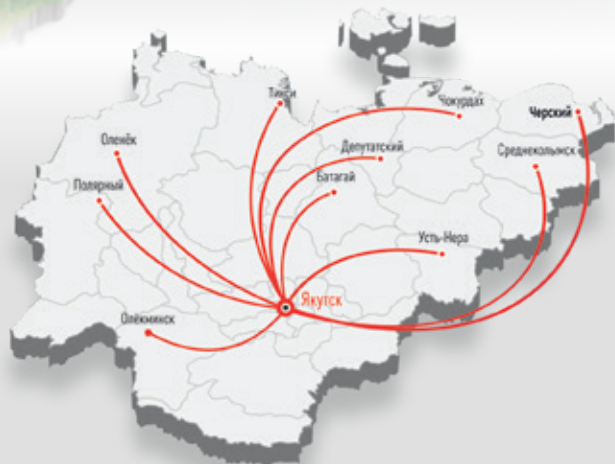 Тикси
Чокурдах
Черский
Оленёк
Депутатский
Среднеколымск
Батагай
Полярный
Усть-Нера
Якутск
Олёкминск